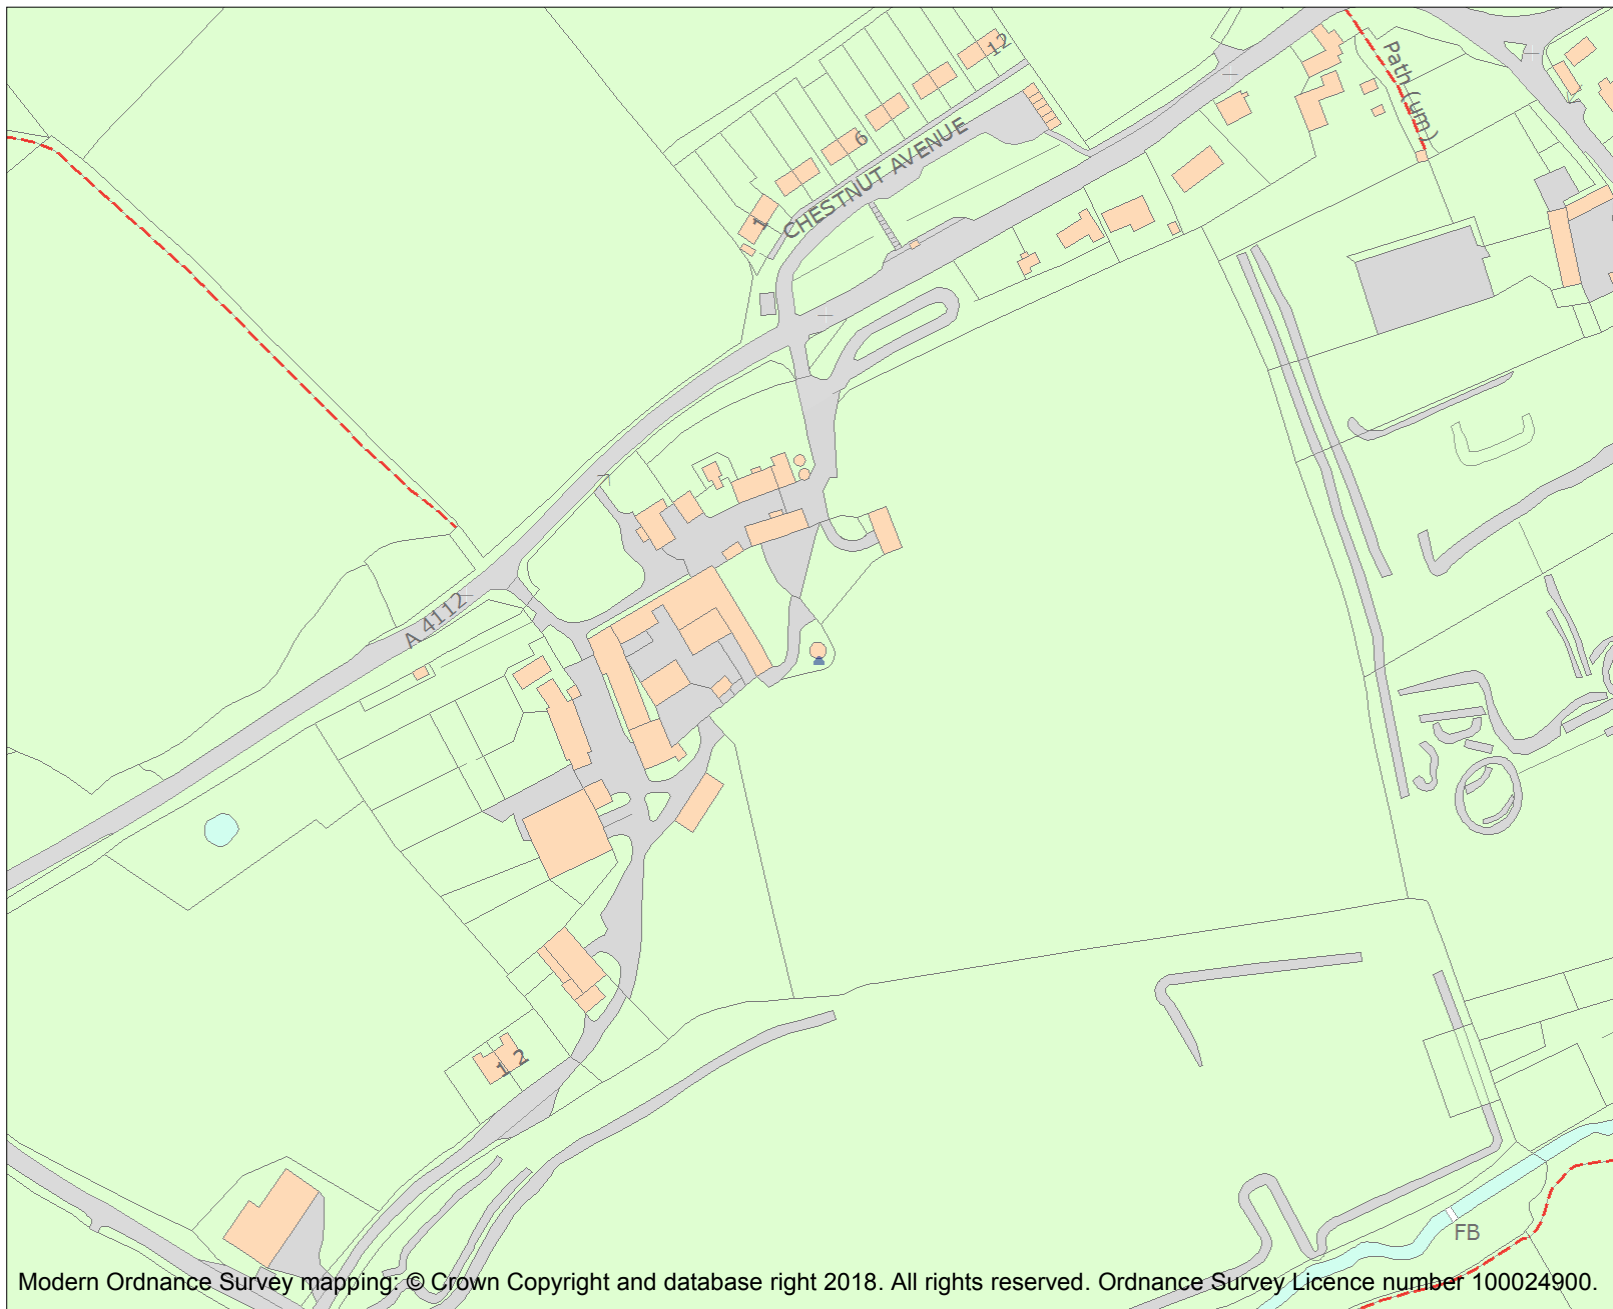 12
Path (um)
6
CHESTNUT AVENUE
1
A 4112
1 2
FB
Modern Ordnance Survey mapping: © Crown Copyright and database right 2018. All rights reserved. Ordnance Survey Licence number 100024900.